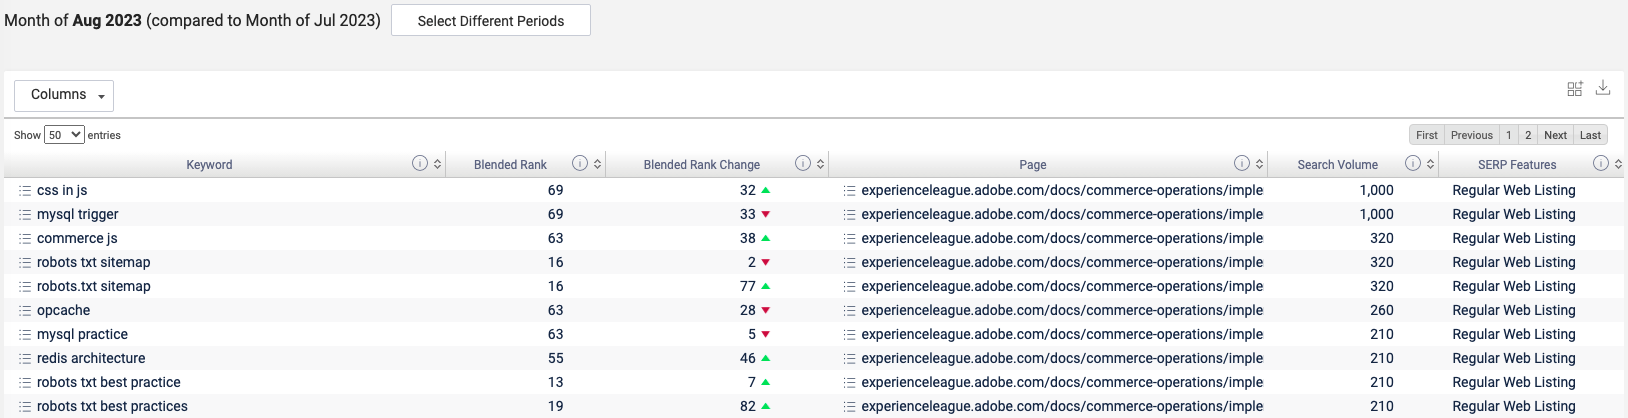 Month of Aug 2023 (compared to Month of Jul 2023) Select Different Periods
Columns
Show 50 entries First Previous 1 2 Next Last
Keyword Blended Rank Blended Rank Change Page Search Volume SERP Features
css in js 69 32 experienceleague.adobe.com/docs/commerce-operations/imple 1,000 Regular Web Listing
mysql trigger 69 33 experienceleague.adobe.com/docs/commerce-operations/imple 1,000 Regular Web Listing
commerce js 63 38 experienceleague.adobe.com/docs/commerce-operations/imple 320 Regular Web Listing
robots txt sitemap 16 2 experienceleague.adobe.com/docs/commerce-operations/imple 320 Regular Web Listing
robots.txt sitemap 16 77 experienceleague.adobe.com/docs/commerce-operations/imple 320 Regular Web Listing
opcache 63 28 experienceleague.adobe.com/docs/commerce-operations/imple 260 Regular Web Listing
mysql practice 63 5 experienceleague.adobe.com/docs/commerce-operations/imple 210 Regular Web Listing
redis architecture 55 46 experienceleague.adobe.com/docs/commerce-operations/imple 210 Regular Web Listing
robots txt best practice 13 7 experienceleague.adobe.com/docs/commerce-operations/imple 210 Regular Web Listing
robots txt best practices 19 82 experienceleague.adobe.com/docs/commerce-operations/imple 210 Regular Web Listing